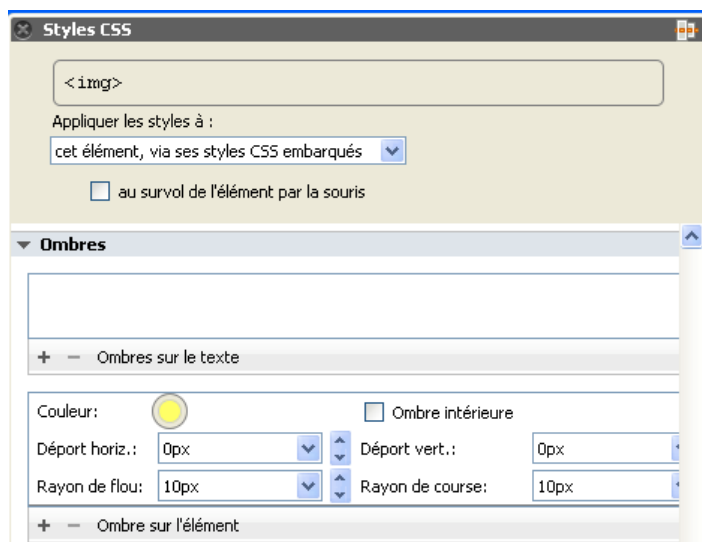 Styles CSS
<img>
Appliquer les styles à :
cet élément, via ses styles CSS embarqués
au survol de l'élément par la souris
Ombres
+ − Ombres sur le texte
Couleur: Ombre intérieure
Déport horiz.: 0px Déport vert.: 0px
Rayon de flou: 10px Rayon de course: 10px
+ − Ombre sur l'élément